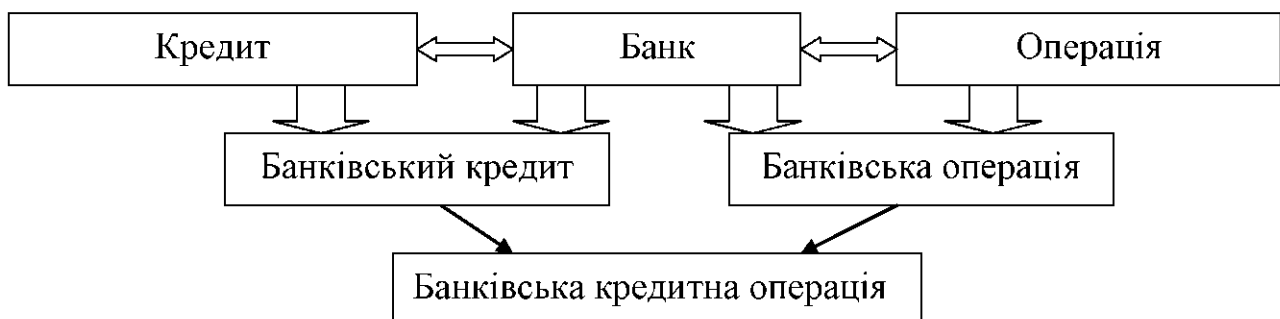 Кредит
Банк
Операція
Банківський кредит
Банківська операція
Банківська кредитна операція